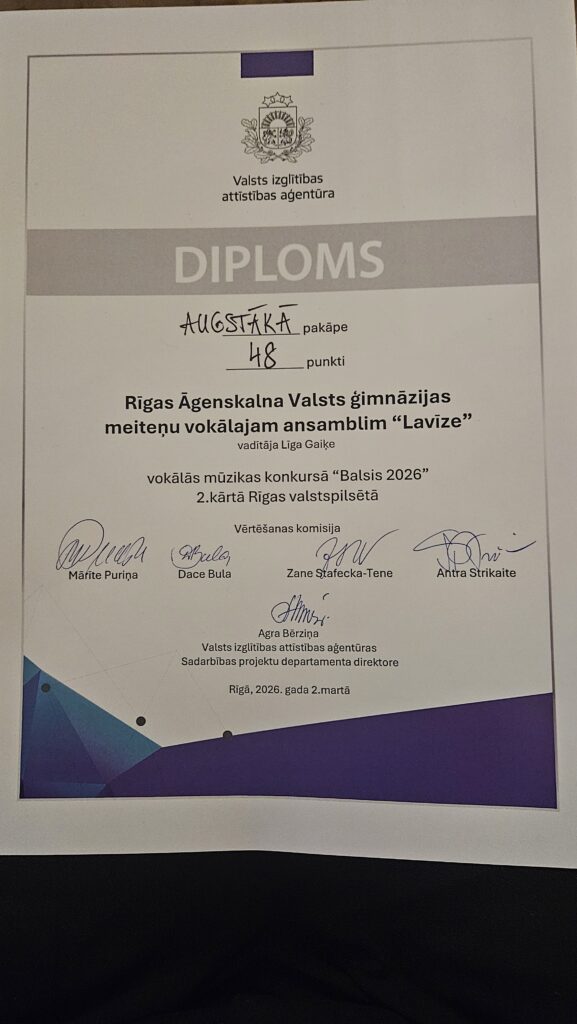 Valsts izglītības
attīstības aģentūra
DIPLOMS
AUGSTĀKĀ pakāpe
48 punkti
Rīgas Āgenskalna Valsts ģimnāzijas
meiteņu vokālajam ansamblim “Lavīze”
vadītāja Līga Gaiķe
vokālās mūzikas konkursā “Balsis 2026”
2.kārtā Rīgas valstspilsētā
Vērtēšanas komisija
Mārīte Puriņa Dace Bula Zane Stafecka-Tene Antra Strikaite
Agra Bērziņa
Valsts izglītības attīstības aģentūras
Sadarbības projektu departamenta direktore
Rīgā, 2026. gada 2.martā